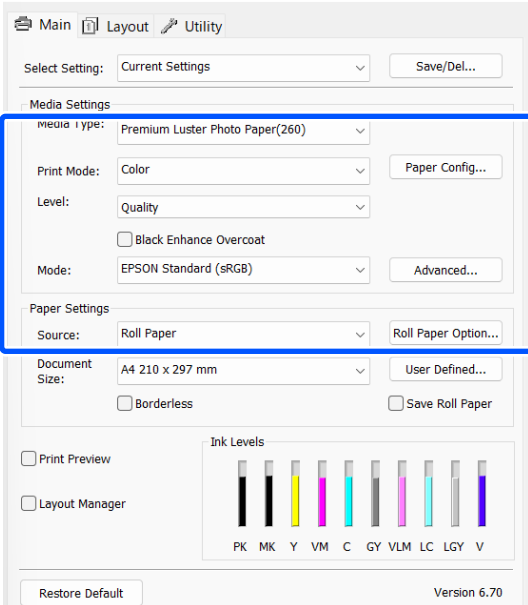 Main Layout Utility
Select Setting: Current Settings Save/Del...
Media Settings
Media Type: Premium Luster Photo Paper(260)
Print Mode: Color Paper Config...
Level: Quality
Black Enhance Overcoat
Mode: EPSON Standard (sRGB) Advanced...
Paper Settings
Source: Roll Paper Roll Paper Option...
Document
Size: A4 210 x 297 mm User Defined...
Borderless Save Roll Paper
Ink Levels
Print Preview
Layout Manager
PK MK Y VM C GY VLM LC LGY V
Restore Default Version 6.70